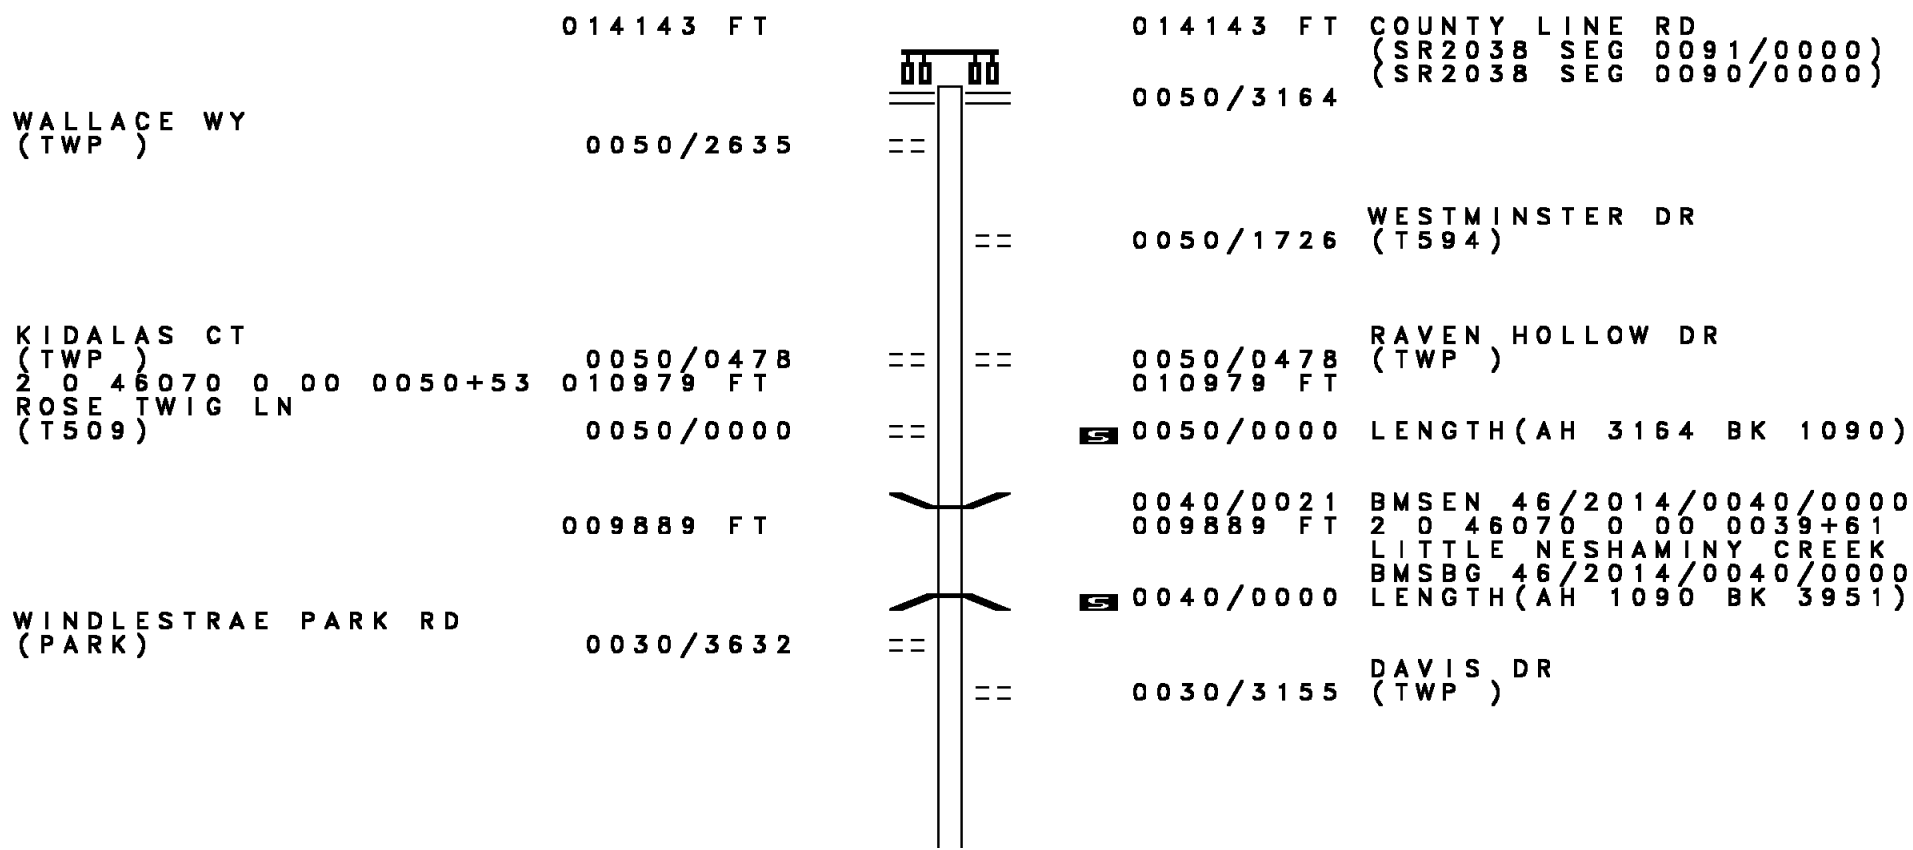 014143 FT 014143 FT COUNTY LINE RD
(SR2038 SEG 0091/0000)
(SR2038 SEG 0090/0000)
0050/3164
WALLACE WY
(TWP ) 0050/2635
WESTMINSTER DR
0050/1726 (T594)
KIDALAS CT RAVEN HOLLOW DR
(TWP ) 0050/0478 0050/0478 (TWP )
2 0 46070 0 00 0050+53 010979 FT 010979 FT
ROSE TWIG LN
(T509) 0050/0000 S 0050/0000 LENGTH(AH 3164 BK 1090)
0040/0021 BMSEN 46/2014/0040/0000
009889 FT 009889 FT 2 0 46070 0 00 0039+61
LITTLE NESHAMINY CREEK
BMSBG 46/2014/0040/0000
S 0040/0000 LENGTH(AH 1090 BK 3951)
WINDLESTRAE PARK RD
(PARK) 0030/3632
DAVIS DR
0030/3155 (TWP )